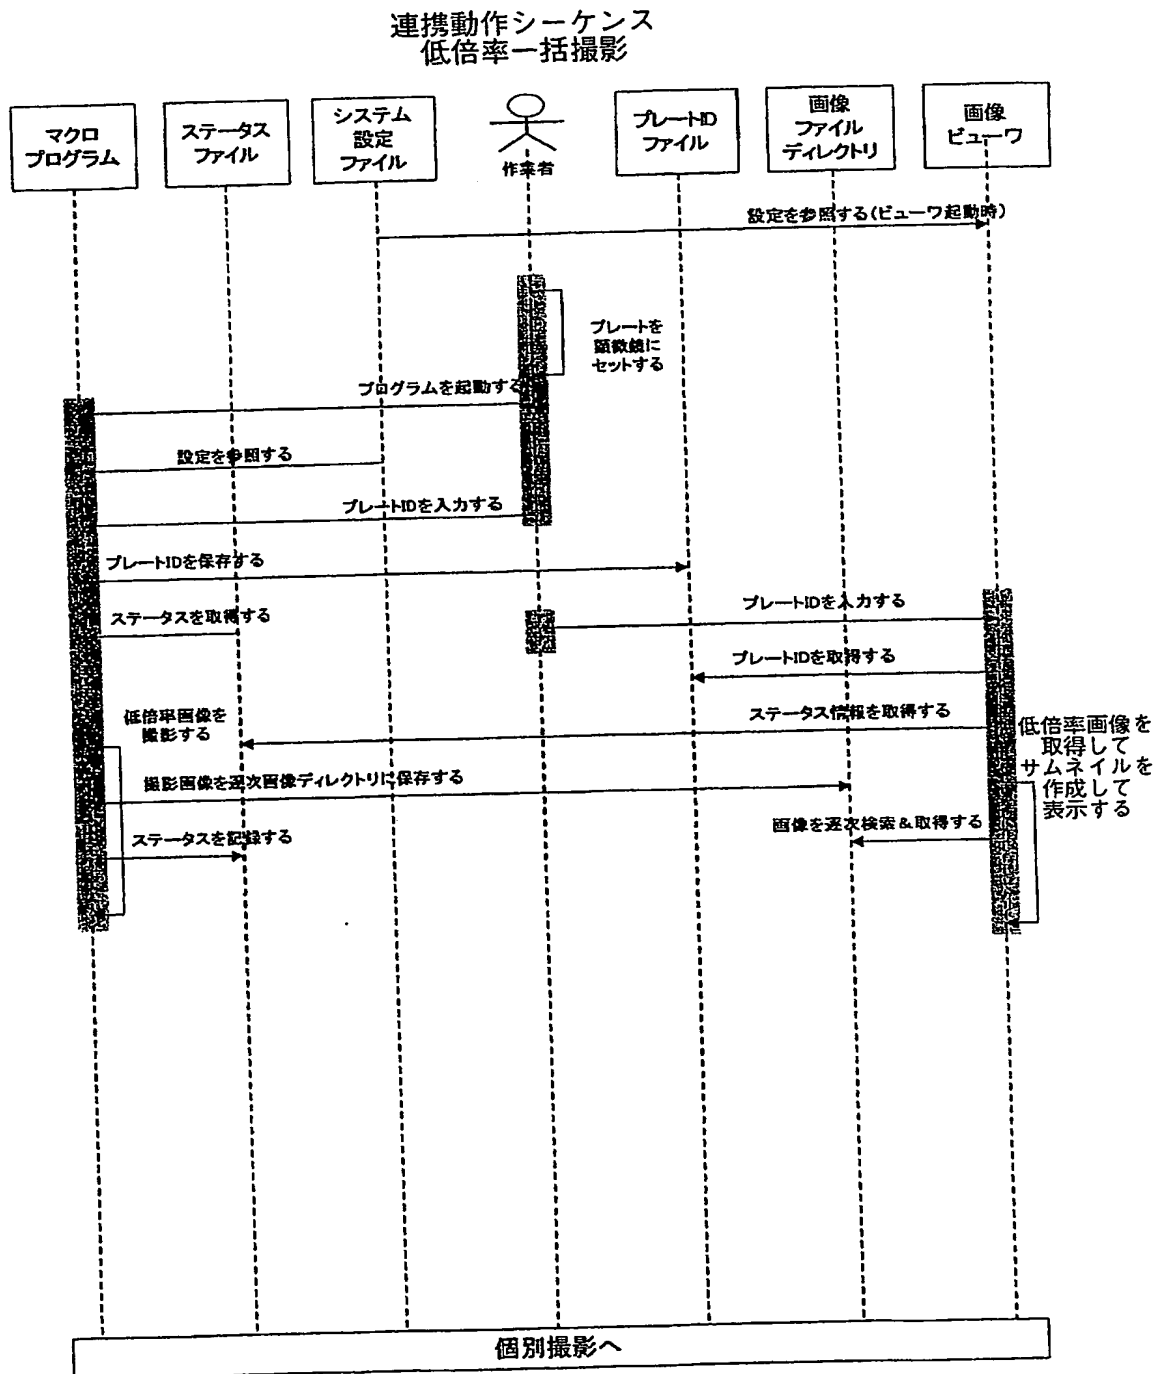 連携動作シーケンス
低倍率一括撮影
マクロ
プログラム
ステータス
ファイル
システム
設定
ファイル
作業者
プレートID
ファイル
画像
ファイル
ディレクトリ
画像
ビューワ
設定を参照する(ビューワ起動時)
プレートを
顕微鏡に
セットする
プログラムを起動する
設定を参照する
プレートIDを入力する
プレートIDを保存する
ステータスを取得する
プレートIDを入力する
プレートIDを取得する
ステータス情報を取得する
低倍率画像を
撮影する
低倍率画像を
取得して
サムネイルを
作成して
表示する
撮影画像を逐次画像ディレクトリに保存する
画像を逐次検索&取得する
ステータスを記録する
個別撮影へ